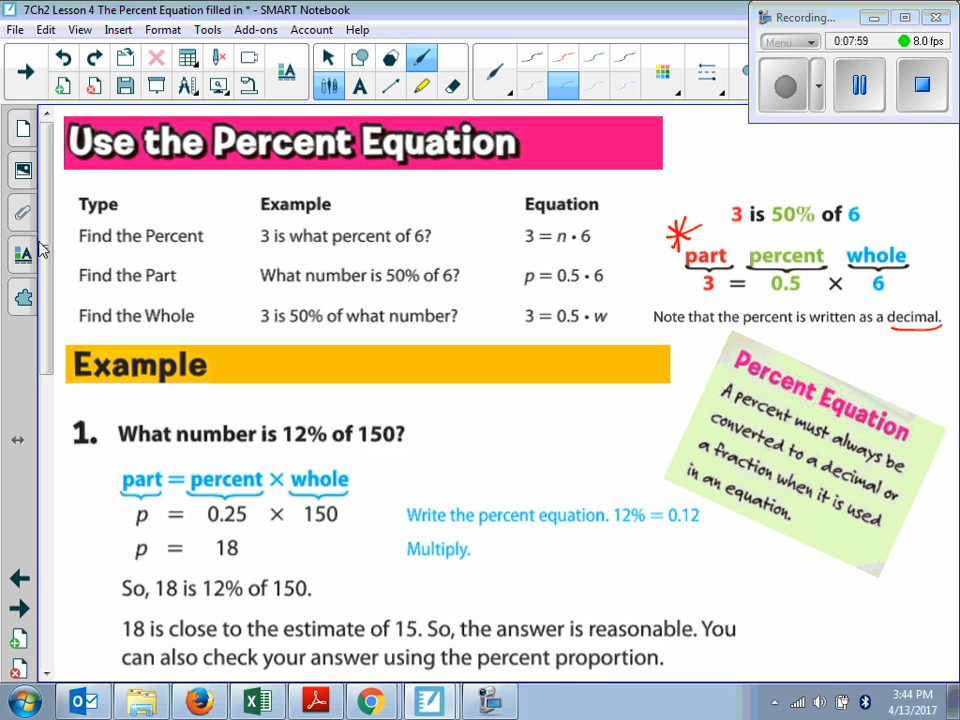 7Ch2 Lesson 4 The Percent Equation filled in * - SMART Notebook
File Edit View Insert Format Tools Add-ons Account Help
Recording...
Menu
0:07:59 8.0 fps
Use the Percent Equation
Type Example Equation
Find the Percent 3 is what percent of 6? 3 = n • 6
Find the Part What number is 50% of 6? p = 0.5 • 6
Find the Whole 3 is 50% of what number? 3 = 0.5 • w
3 is 50% of 6
part percent whole
3 = 0.5 × 6
Note that the percent is written as a decimal.
Example
Percent Equation
A percent must always be
converted to a decimal or
a fraction when it is used
in an equation.
1. What number is 12% of 150?
part = percent × whole
p = 0.25 × 150 Write the percent equation. 12% = 0.12
p = 18 Multiply.
So, 18 is 12% of 150.
18 is close to the estimate of 15. So, the answer is reasonable. You
can also check your answer using the percent proportion.
3:44 PM
4/13/2017